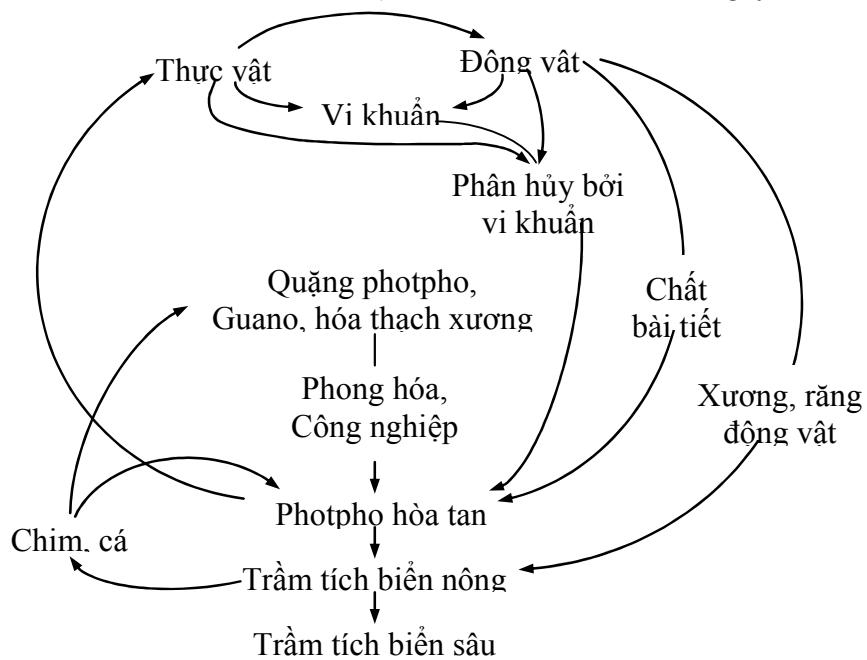 Thực vật
Đông vât
Vi khuẩn
Phân hủy bởi
vi khuẩn
Quặng photpho,
Guano, hóa thạch xương
Chất
bài tiết
Phong hóa,
Công nghiệp
Xương, răng
động vật
Photpho hòa tan
Chim, cá
Trầm tích biển nông
Trầm tích biển sâu